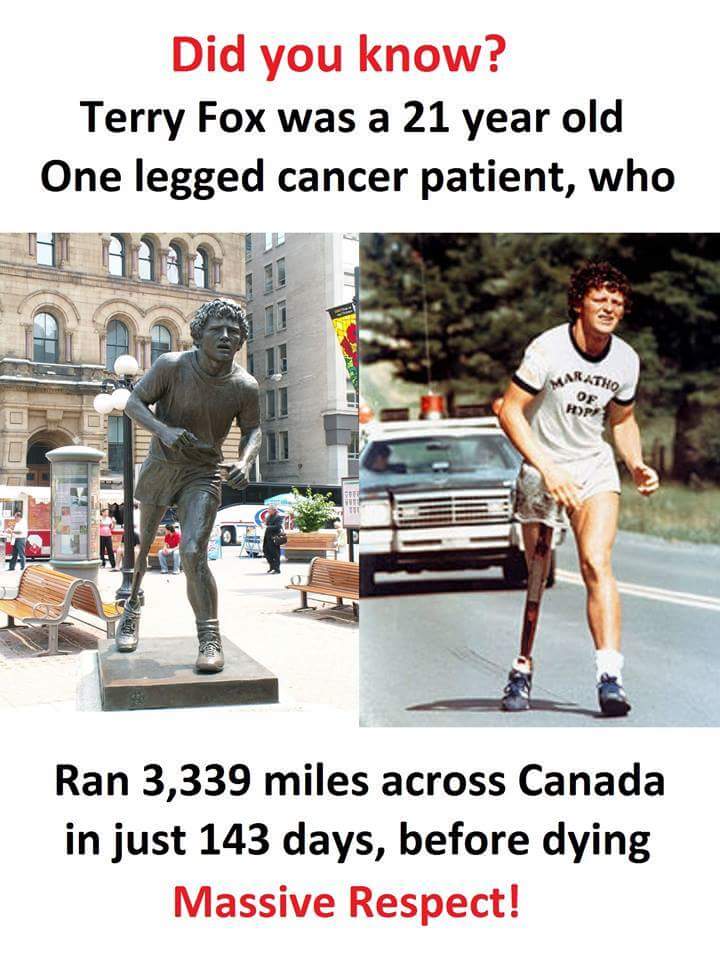 Did you know?
Terry Fox was a 21 year old
One legged cancer patient, who
MARATHO
OF
HOPE
Ran 3,339 miles across Canada
in just 143 days, before dying
Massive Respect!